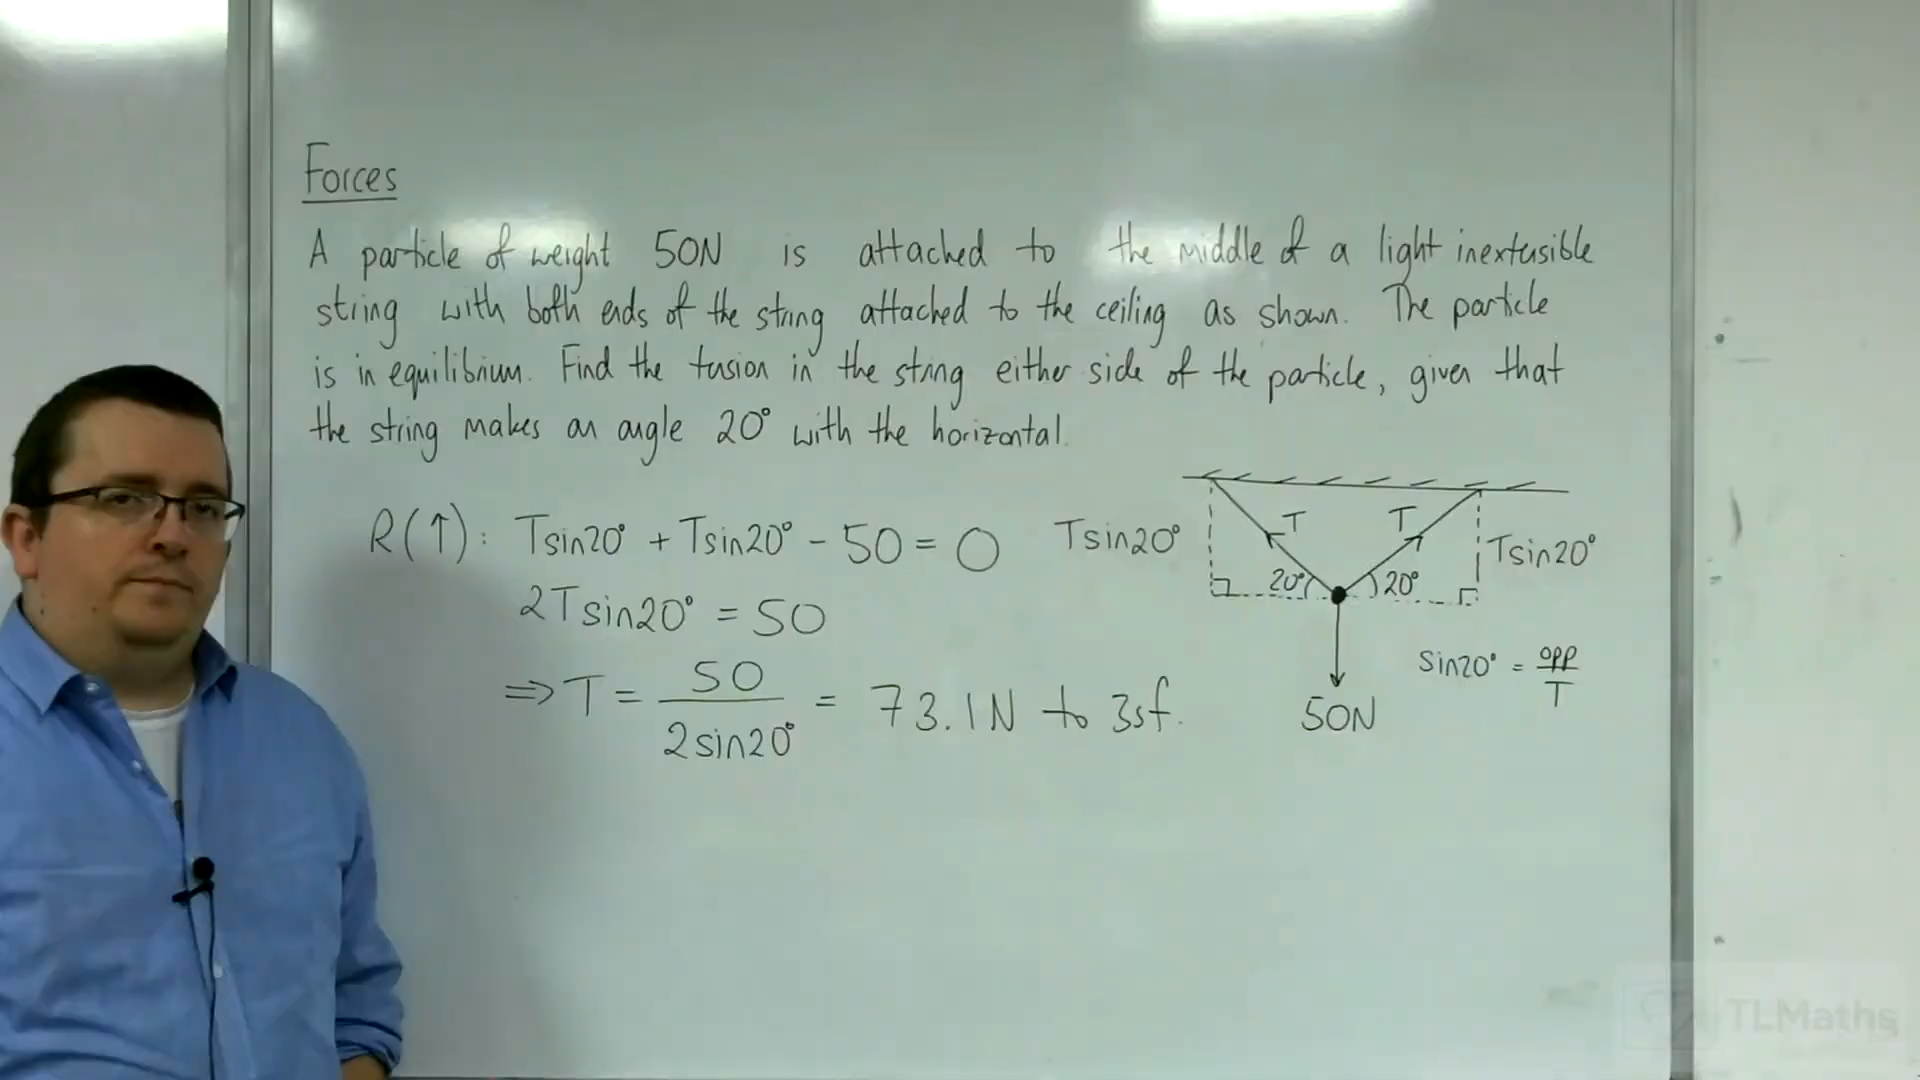 Forces
A particle of weight 50N is attached to the middle of a light inextensible
string with both ends of the string attached to the ceiling as shown. The particle
is in equilibrium. Find the tension in the string either side of the particle, given that
the string makes an angle 20° with the horizontal.
R(↑): Tsin20° + Tsin20° - 50 = 0
2Tsin20° = 50
⇒ T = 50 / 2sin20° = 73.1N to 3sf.
Tsin20°
T T
Tsin20°
20° 20°
50N
Sin20° = opp / T
TLMaths